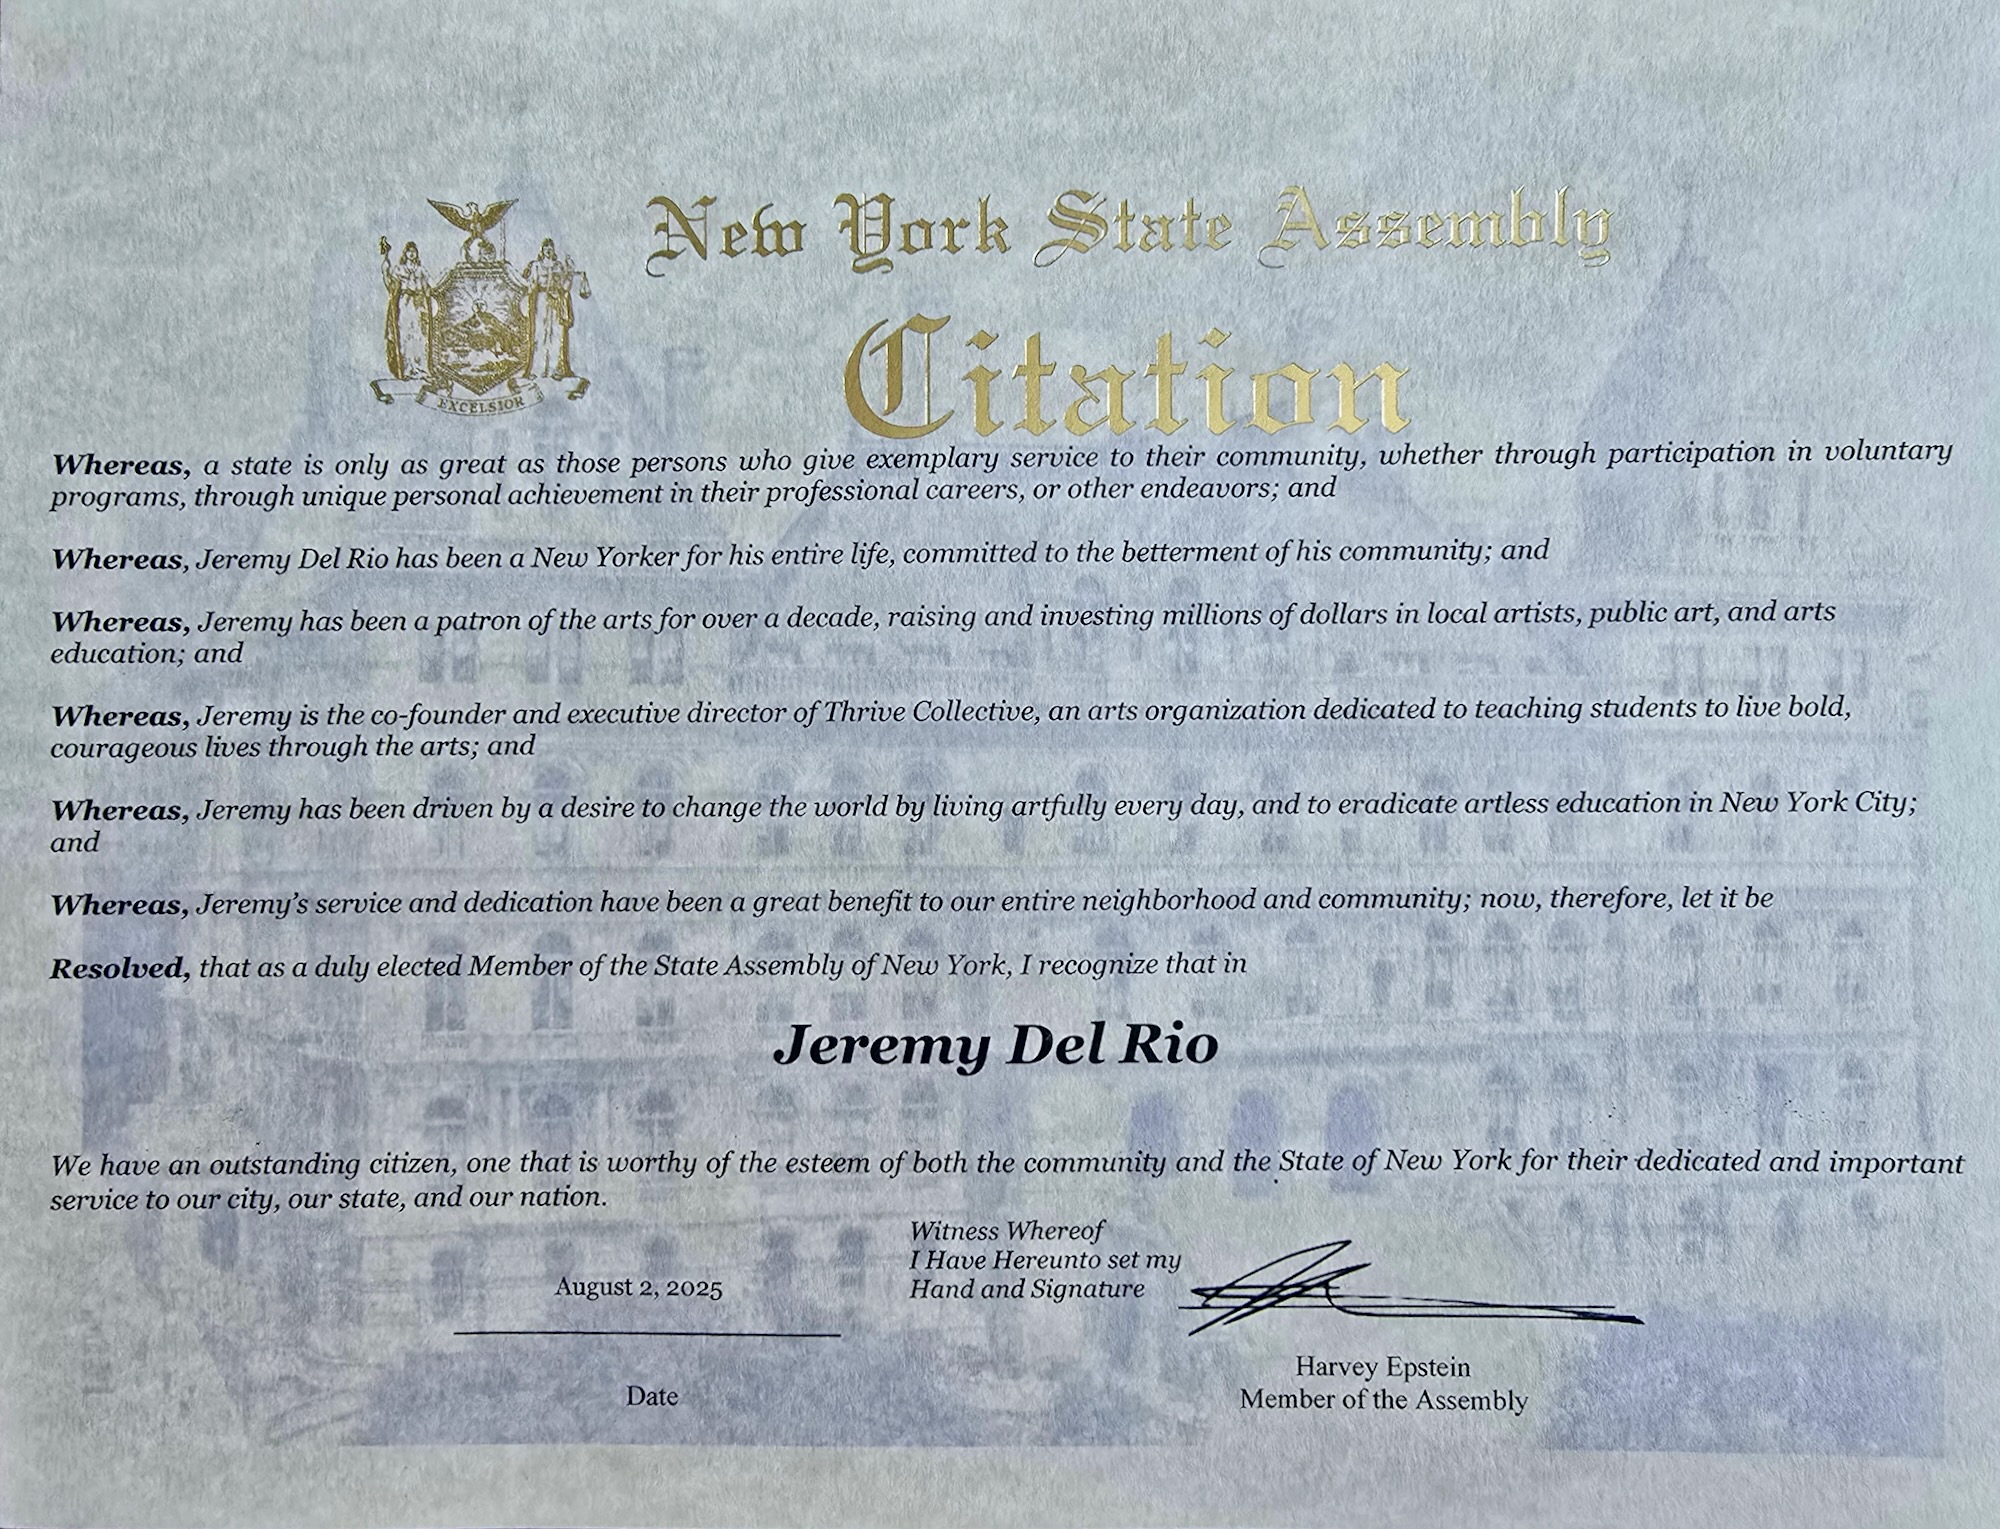 New York State Assembly
Citation
EXCELSIOR
Whereas, a state is only as great as those persons who give exemplary service to their community, whether through participation in voluntary
programs, through unique personal achievement in their professional careers, or other endeavors; and
Whereas, Jeremy Del Rio has been a New Yorker for his entire life, committed to the betterment of his community; and
Whereas, Jeremy has been a patron of the arts for over a decade, raising and investing millions of dollars in local artists, public art, and arts
education; and
Whereas, Jeremy is the co-founder and executive director of Thrive Collective, an arts organization dedicated to teaching students to live bold,
courageous lives through the arts; and
Whereas, Jeremy has been driven by a desire to change the world by living artfully every day, and to eradicate artless education in New York City;
and
Whereas, Jeremy's service and dedication have been a great benefit to our entire neighborhood and community; now, therefore, let it be
Resolved, that as a duly elected Member of the State Assembly of New York, I recognize that in
Jeremy Del Rio
We have an outstanding citizen, one that is worthy of the esteem of both the community and the State of New York for their dedicated and important
service to our city, our state, and our nation.
Witness Whereof
I Have Hereunto set my
Hand and Signature
August 2, 2025
Date
Harvey Epstein
Member of the Assembly